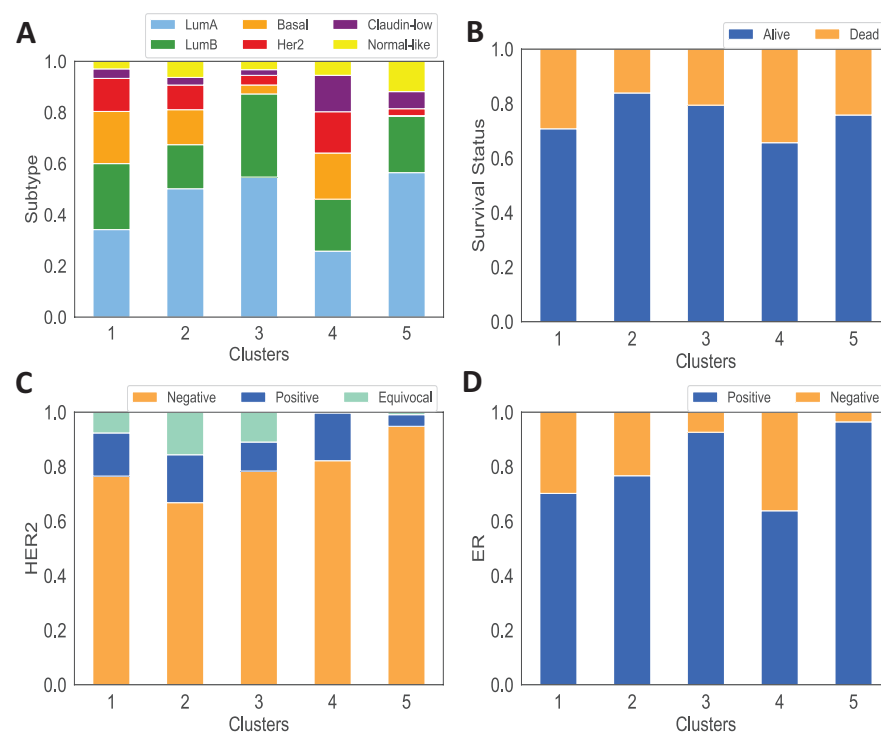 A
LumA Basal Claudin-low
LumB Her2 Normal-like
1.0
0.8
0.6
0.4
0.2
0.0
Subtype
1 2 3 4 5
Clusters
B
Alive Dead
1.0
0.8
0.6
0.4
0.2
0.0
Survival Status
1 2 3 4 5
Clusters
C
Negative Positive Equivocal
1.0
0.8
0.6
0.4
0.2
0.0
HER2
1 2 3 4 5
Clusters
D
Positive Negative
1.0
0.8
0.6
0.4
0.2
0.0
ER
1 2 3 4 5
Clusters